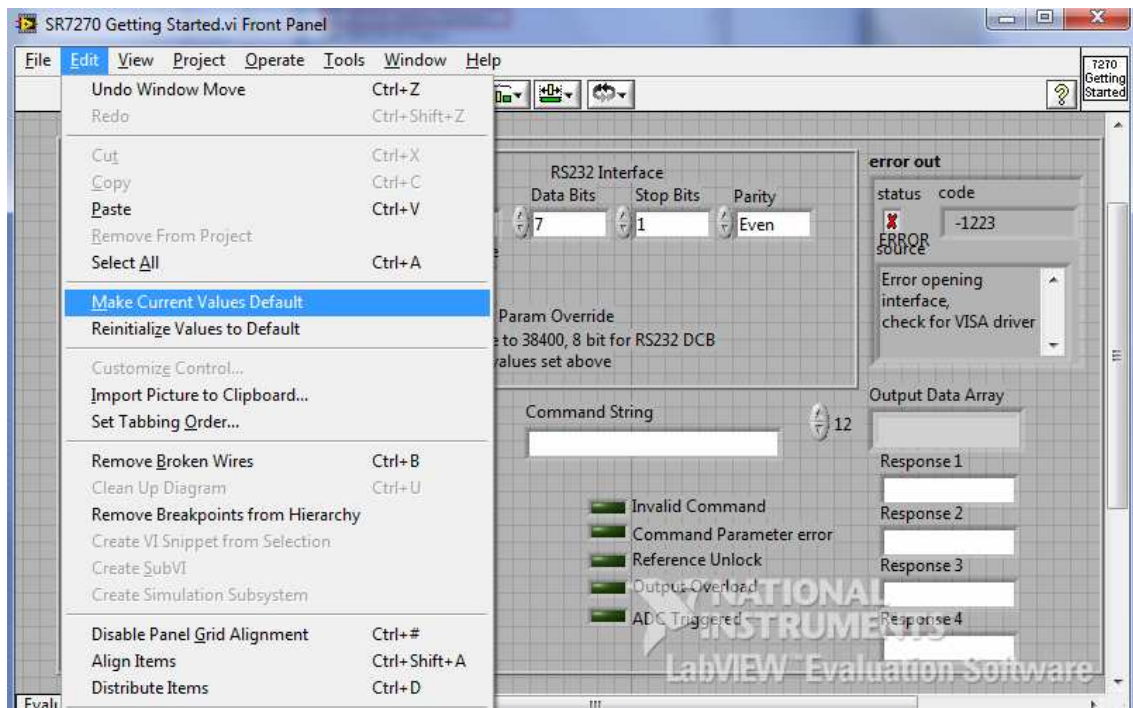 SR7270 Getting Started.vi Front Panel
File Edit View Project Operate Tools Window Help
7270
Getting
Started
Undo Window Move Ctrl+Z
Redo Ctrl+Shift+Z
Cut Ctrl+X
Copy Ctrl+C
Paste Ctrl+V
Remove From Project
Select All Ctrl+A
Make Current Values Default
Reinitialize Values to Default
Customize Control...
Import Picture to Clipboard...
Set Tabbing Order...
Remove Broken Wires Ctrl+B
Clean Up Diagram Ctrl+U
Remove Breakpoints from Hierarchy
Create VI Snippet from Selection
Create SubVI
Create Simulation Subsystem
Disable Panel Grid Alignment Ctrl+#
Align Items Ctrl+Shift+A
Distribute Items Ctrl+D
RS232 Interface
Data Bits Stop Bits Parity
7 1 Even
Param Override
to 38400, 8 bit for RS232 DCB
values set above
error out
status code
-1223
ERROR
source
Error opening
interface,
check for VISA driver
Command String
12
Output Data Array
Response 1
Response 2
Response 3
Response 4
Invalid Command
Command Parameter error
Reference Unlock
Output Overload
ADC Triggered
NATIONAL
INSTRUMENTS
LabVIEW™ Evaluation Software